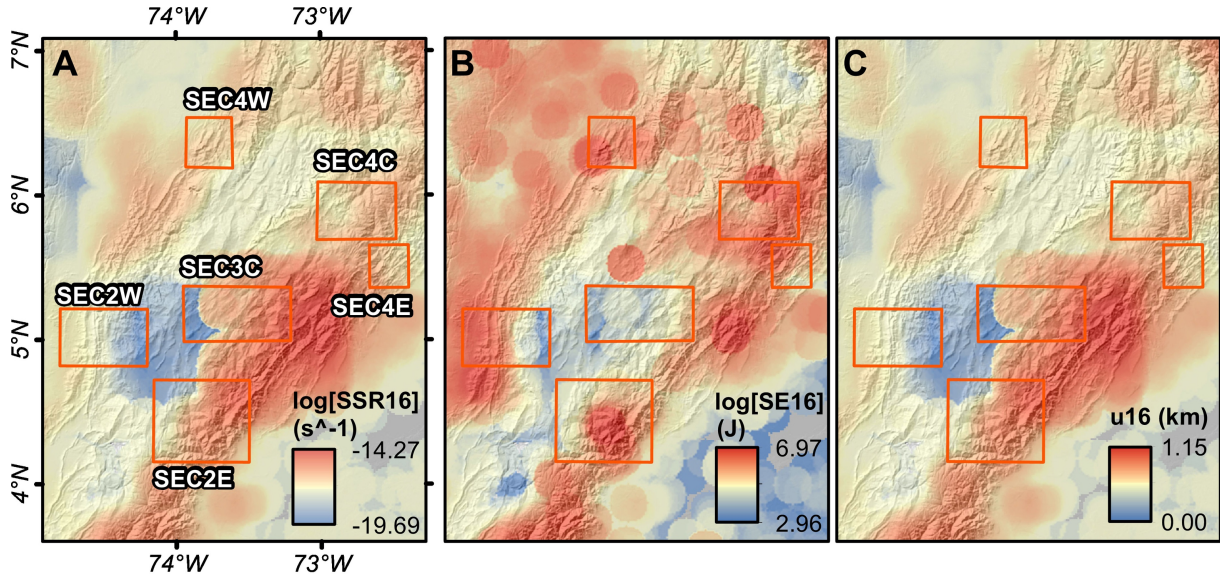 74°W 73°W
7°N
6°N
5°N
4°N
A
SEC4W
SEC4C
SEC3C
SEC2W
SEC4E
SEC2E
log[SSR16]
(s^-1)
-14.27
-19.69
74°W 73°W
B
log[SE16]
(J)
6.97
2.96
C
u16 (km)
1.15
0.00